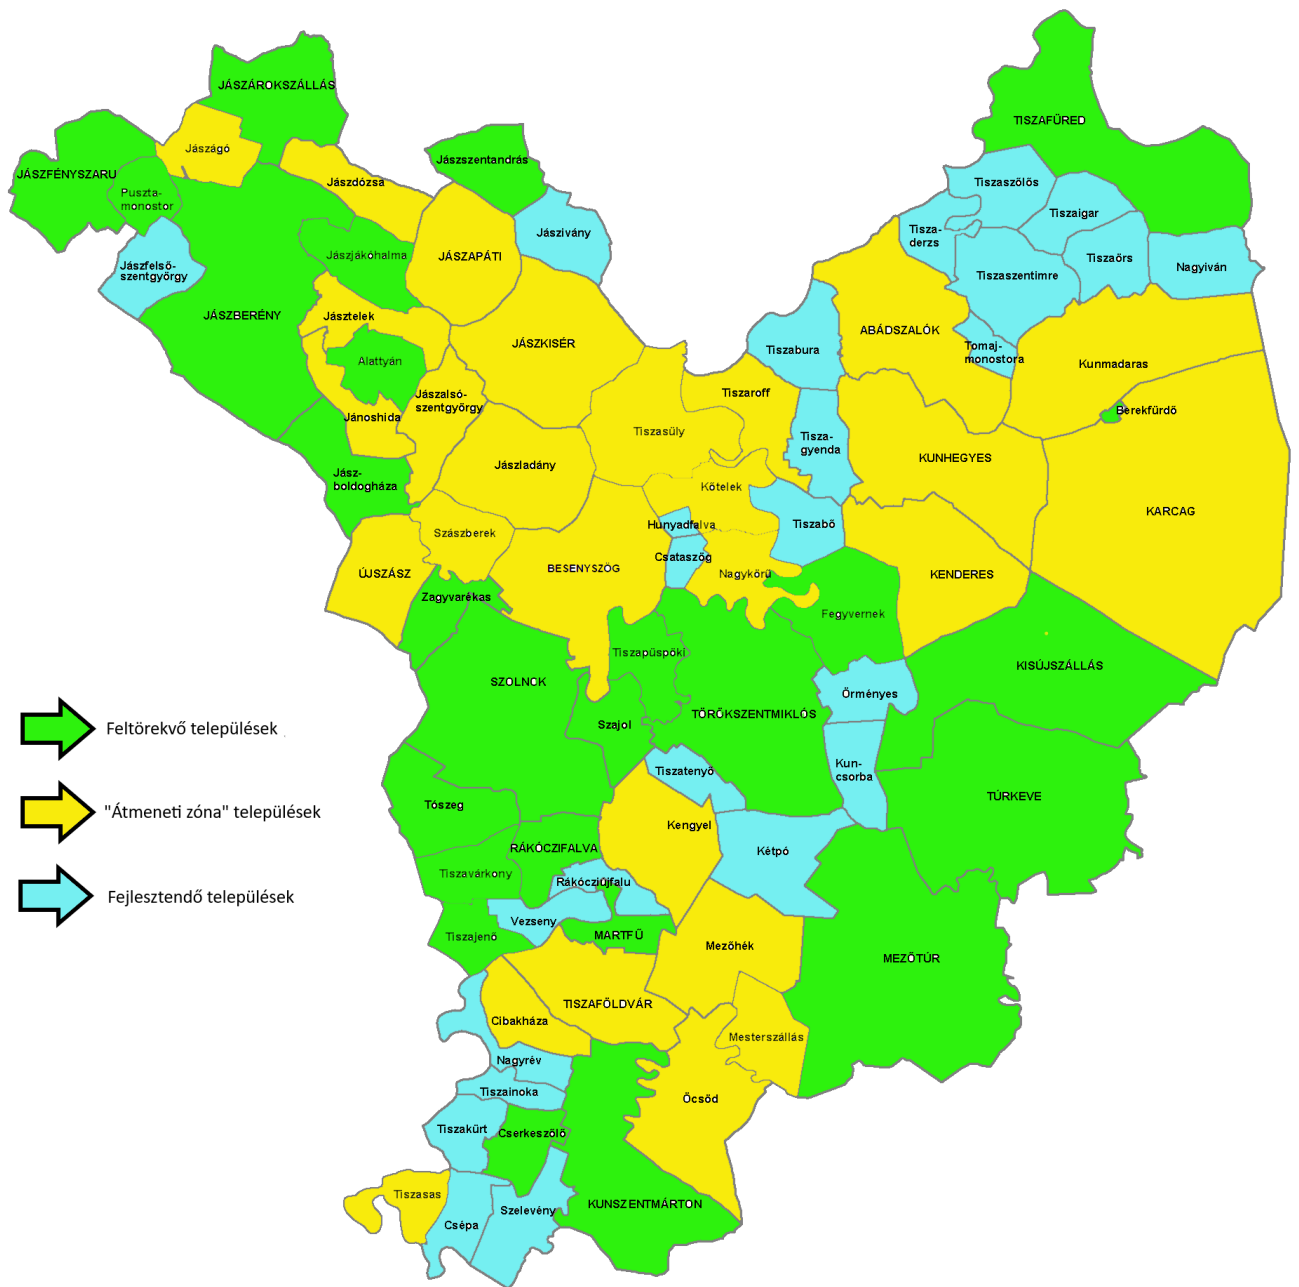 JÁSZÁROKSZÁLLÁS
TISZAFÜRED
Jászágó
Jászszentandrás
JÁSZFÉNYSZARU
Jászdózsa
Tiszaszőlős
Puszta-
monostor
Tiszaigar
Tisza-
derzs
Jászivány
Jászjákóhalma
JÁSZAPÁTI
Tiszaörs
Jászfelső-
szentgyörgy
Nagyiván
Tiszaszentimre
JÁSZBERÉNY
Jásztelek
ABÁDSZALÓK
JÁSZKISÉR
Tiszabura
Tomaj-
monostora
Alattyán
Kunmadaras
Jászalsó-
szentgyörgy
Tiszaroff
Jánoshida
Berekfürdő
Tiszasüly
Tisza-
gyenda
KUNHEGYES
Jászladány
Jász-
boldogháza
Kőtelek
KARCAG
Hunyadfalva
Tiszabő
Szászberek
Csataszög
BESENYSZÖG
ÚJSZÁSZ
Nagykörű
KENDERES
Zagyvarékas
Fegyvernek
Tiszapüspöki
KISÚJSZÁLLÁS
SZOLNOK
Örményes
TÖRÖKSZENTMIKLÓS
Szajol
Feltörekvő települések
Tiszatenyő
Kun-
csorba
TÚRKEVE
Tószeg
"Átmeneti zóna" települések
Kengyel
RÁKÓCZIFALVA
Kétpó
Tiszavárkony
Rákócziújfalu
Fejlesztendő települések
Vezseny
MARTFŰ
Tiszajenő
Mezőhék
MEZŐTÚR
TISZAFÖLDVÁR
Cibakháza
Mesterszállás
Nagyrév
Tiszainoka
Öcsöd
Tiszakürt
Cserkeszőlő
Tiszasas
KUNSZENTMÁRTON
Szelevény
Csépa